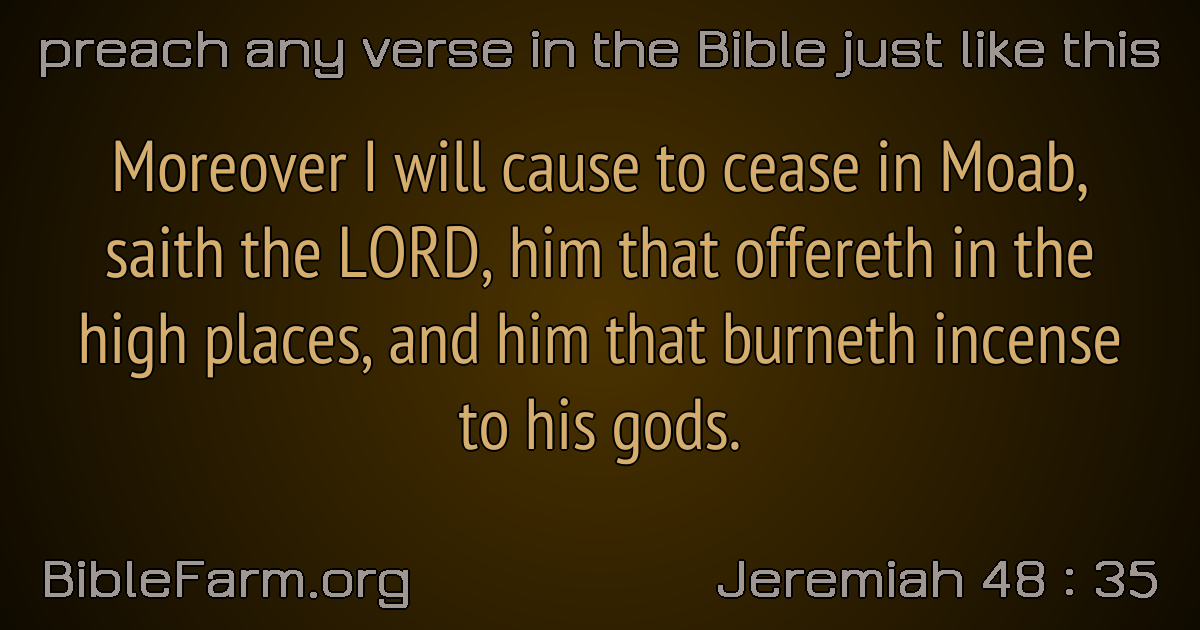 preach any verse in the Bible just like this
Moreover I will cause to cease in Moab,
saith the LORD, him that offereth in the
high places, and him that burneth incense
to his gods.
BibleFarm.org
Jeremiah 48 : 35